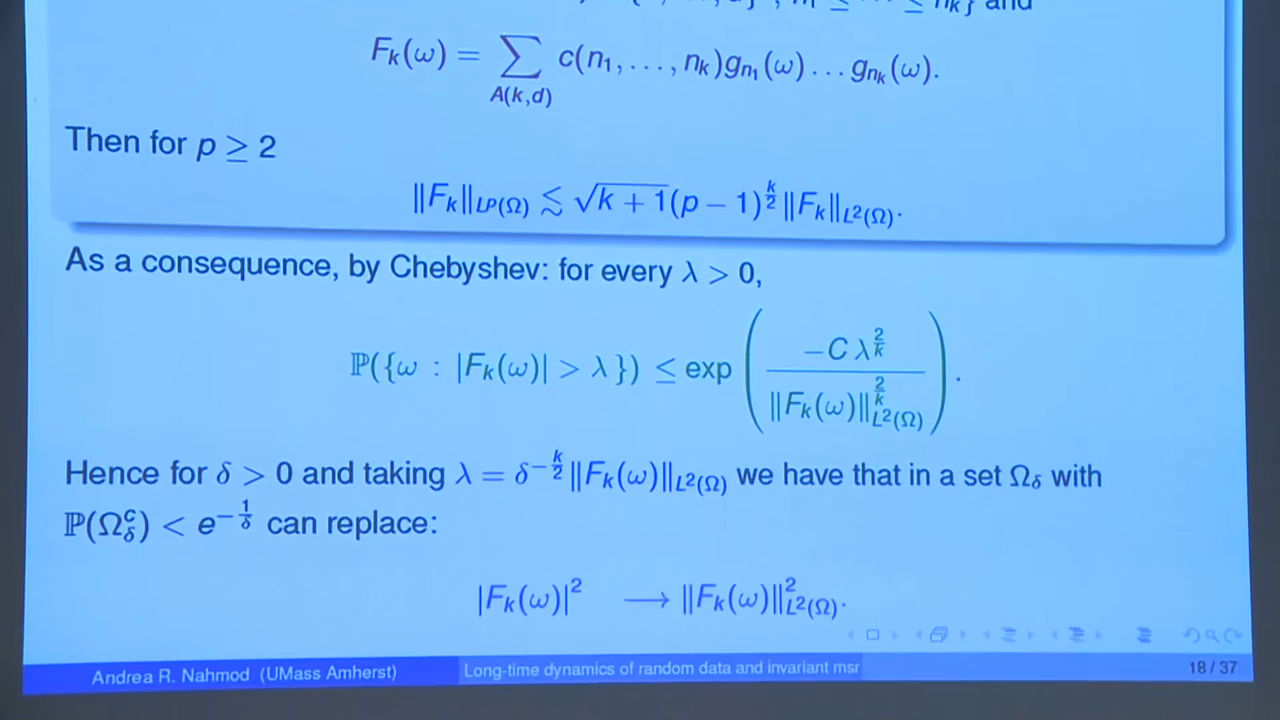 ≤ ⋯ ≤ n_k} and
F_k(ω) = ∑_{A(k,d)} c(n_1, . . . , n_k)g_{n_1}(ω) . . . g_{n_k}(ω).
Then for p ≥ 2
‖F_k‖_{L^p(Ω)} ≲ √(k + 1)(p − 1)^{k/2}‖F_k‖_{L^2(Ω)}.
As a consequence, by Chebyshev: for every λ > 0,
ℙ({ω : |F_k(ω)| > λ}) ≤ exp ( −C λ^{2/k} / ‖F_k(ω)‖^{2/k}_{L^2(Ω)} ).
Hence for δ > 0 and taking λ = δ^{−k/2}‖F_k(ω)‖_{L^2(Ω)} we have that in a set Ω_δ with
ℙ(Ω^c_δ) < e^{−1/δ} can replace:
|F_k(ω)|^2 ⟶ ‖F_k(ω)‖^2_{L^2(Ω)}.
Andrea R. Nahmod (UMass Amherst) Long-time dynamics of random data and invariant msr 18 / 37